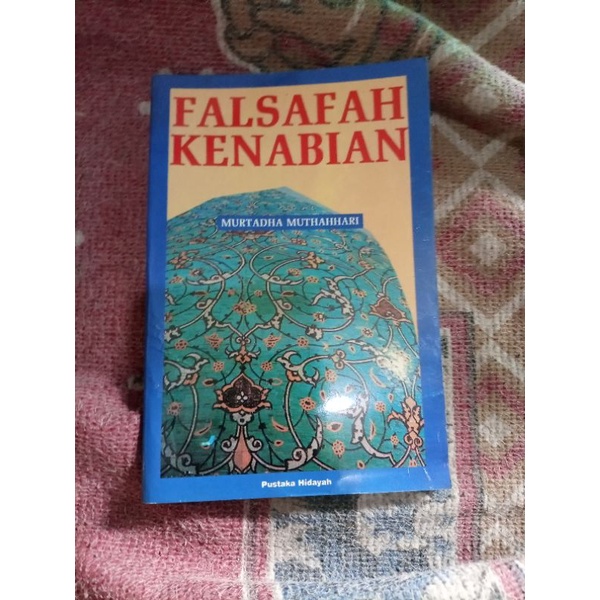 FALSAFAH
KENABIAN
MURTADHA MUTHAHHARI
Pustaka Hidayah